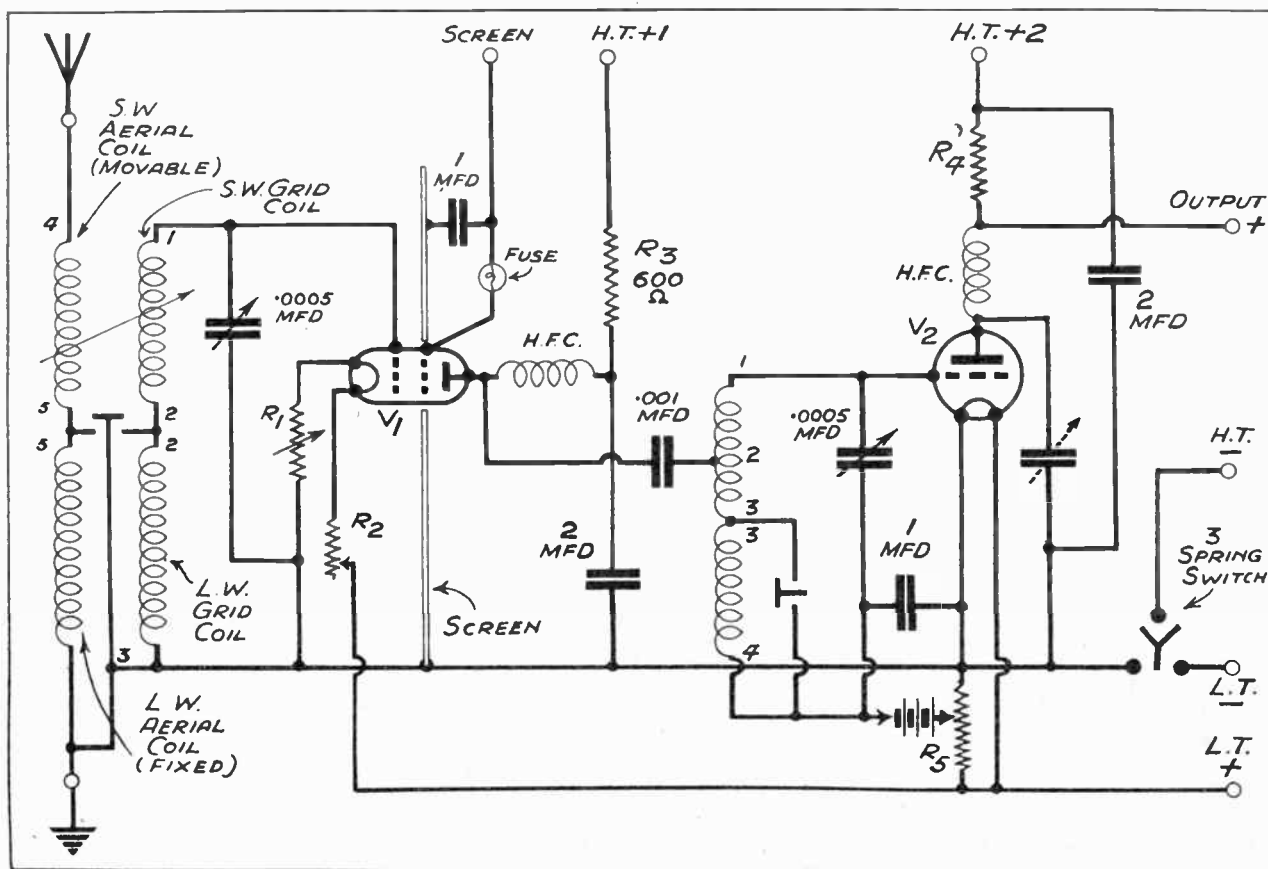 SCREEN
H.T.+1
H.T.+2
S.W
AERIAL
COIL
(MOVABLE)
S.W. GRID
COIL
1
MFD
R4
OUTPUT
+
4
1
FUSE
R3
600
Ω
H.F.C.
2
MFD
.0005
MFD
V2
H.F.C.
1
V1
.001
MFD
.0005
MFD
R1
5
5
2
2
2
H.T.
-
R2
3
3
2
MFD
1
MFD
3
SPRING
SWITCH
L.W.
GRID
COIL
SCREEN
3
4
L W.
AERIAL
COIL
(FIXED)
L.T.
-
R5
L.T.
+